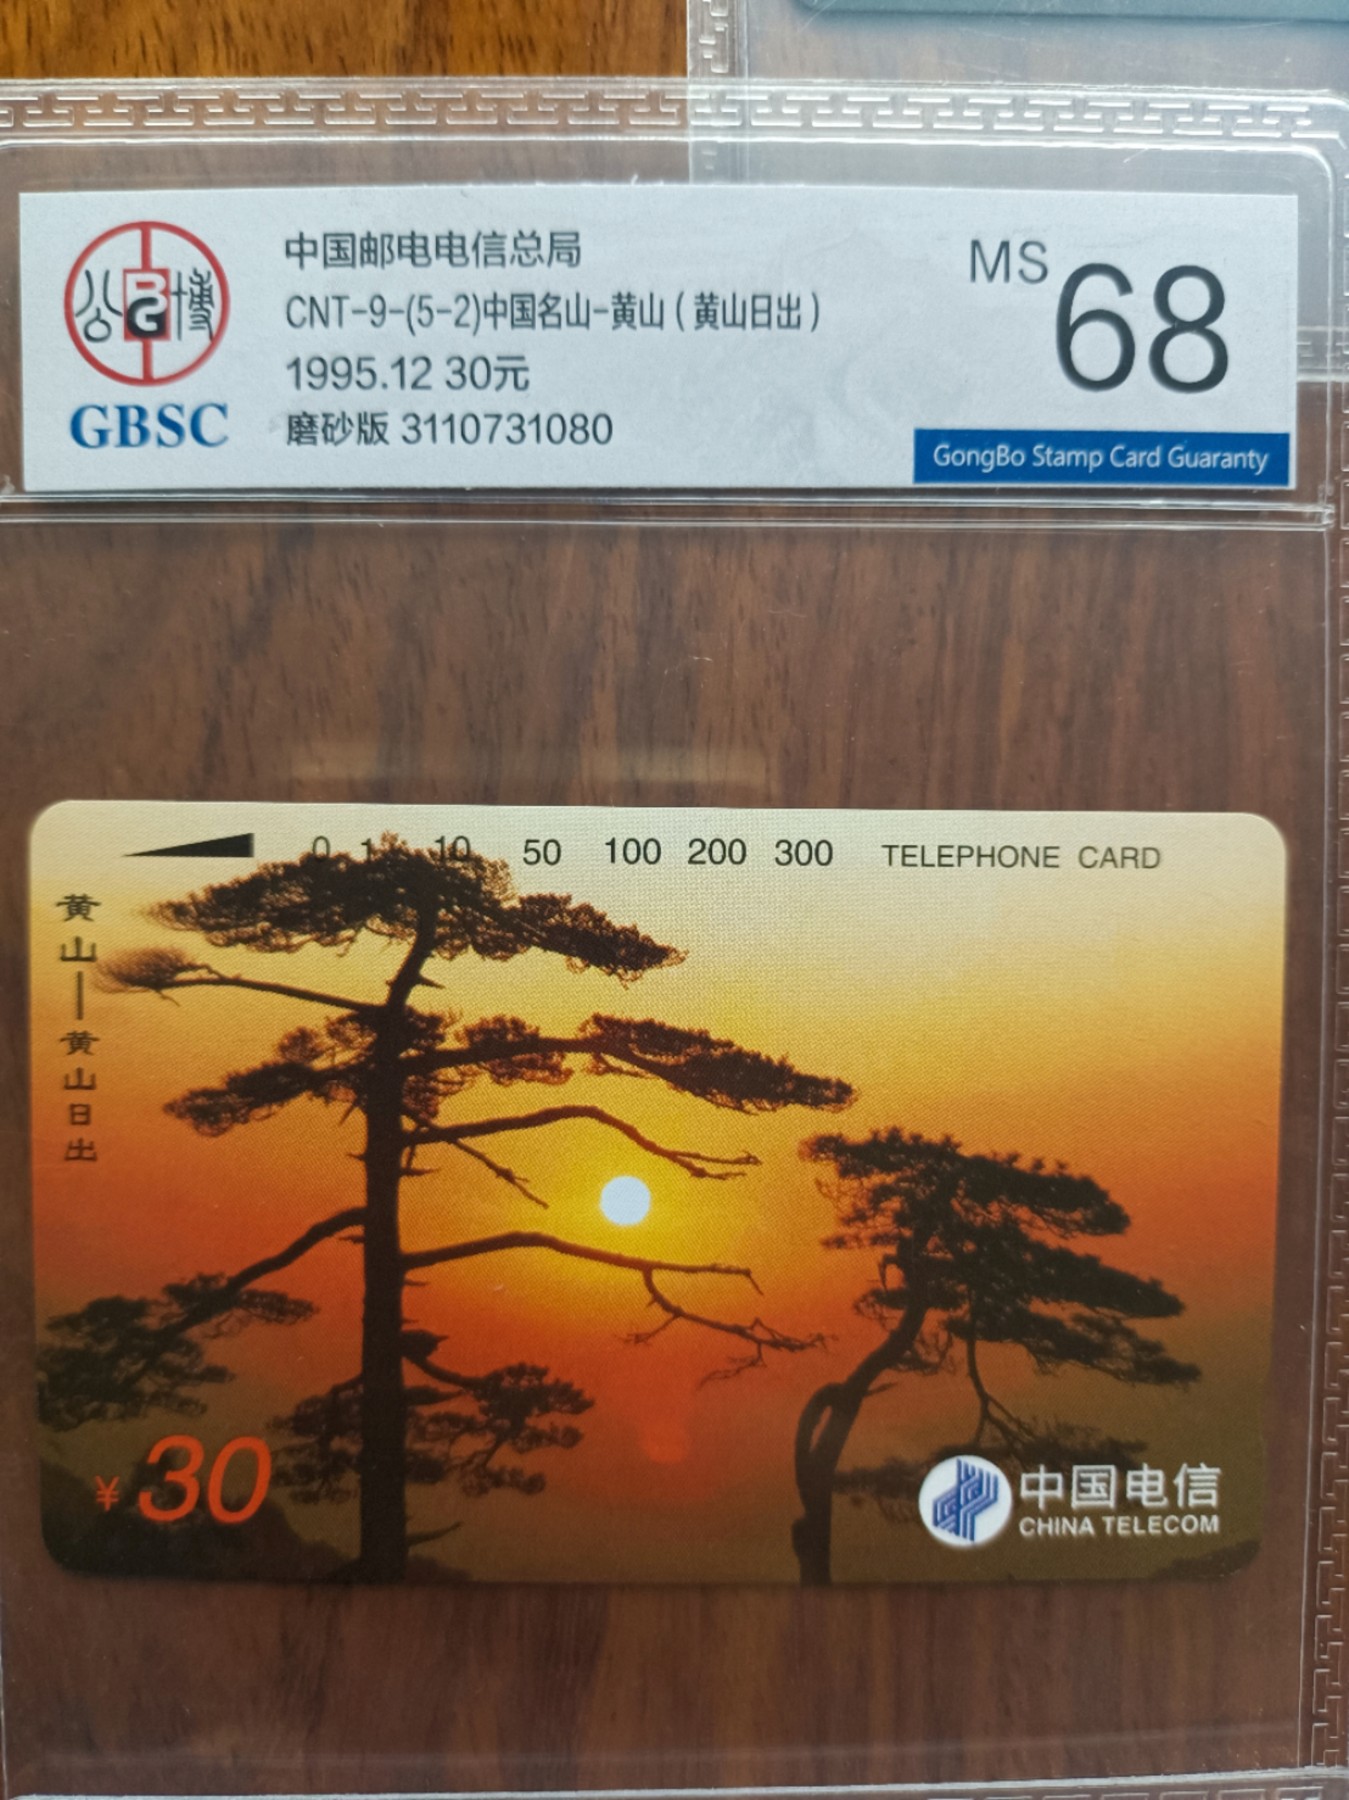 中国邮电电信总局
CNT-9-(5-2)中国名山-黄山(黄山日出)
1995.12 30元
磨砂版 3110731080
公博
BG
GBSC
MS 68
GongBo Stamp Card Guaranty
0 1 10 50 100 200 300 TELEPHONE CARD
黄山—黄山日出
¥30
中国电信
CHINA TELECOM